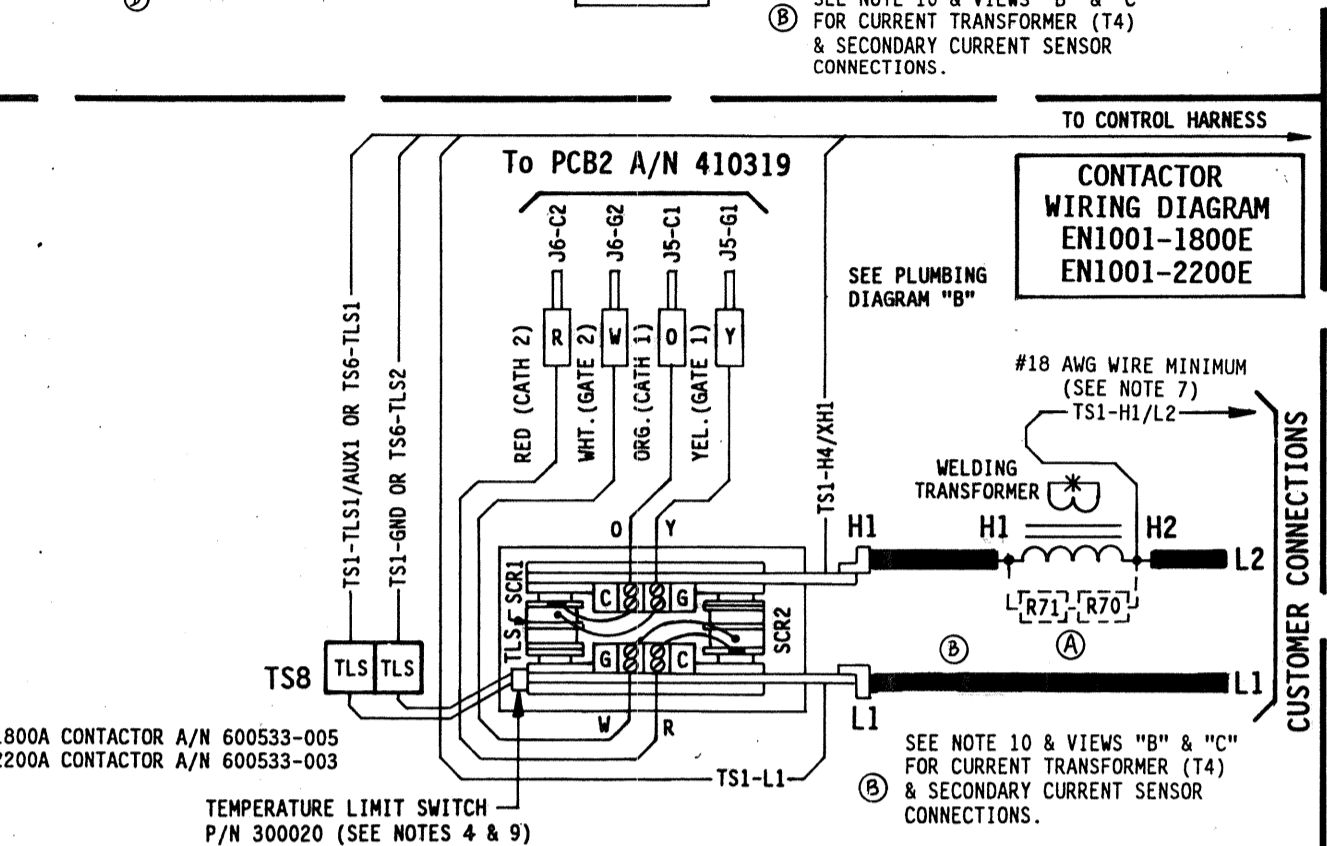 B
SEE NOTE 10 & VIEWS "B" & "C"
B FOR CURRENT TRANSFORMER (T4)
& SECONDARY CURRENT SENSOR
CONNECTIONS.
TO CONTROL HARNESS
To PCB2 A/N 410319
CONTACTOR
WIRING DIAGRAM
EN1001-1800E
EN1001-2200E
J6-C2
J6-G2
J5-C1
J5-G1
SEE PLUMBING
DIAGRAM "B"
R
W
O
Y
RED (CATH 2)
WHT.(GATE 2)
ORG.(CATH 1)
YEL.(GATE 1)
TS1-TLS1/AUX1 OR TS6-TLS1
TS1-GND OR TS6-TLS2
TS1-H4/XH1
#18 AWG WIRE MINIMUM
(SEE NOTE 7)
TS1-H1/L2
WELDING
TRANSFORMER
CUSTOMER CONNECTIONS
O
Y
H1
H1
H2
L2
SCR1
C
G
R71
R70
TLS
SCR2
G
C
B
A
TS8
TLS
TLS
L1
L1
W
R
1800A CONTACTOR A/N 600533-005
2200A CONTACTOR A/N 600533-003
TS1-L1
SEE NOTE 10 & VIEWS "B" & "C"
FOR CURRENT TRANSFORMER (T4)
B & SECONDARY CURRENT SENSOR
CONNECTIONS.
TEMPERATURE LIMIT SWITCH
P/N 300020 (SEE NOTES 4 & 9)